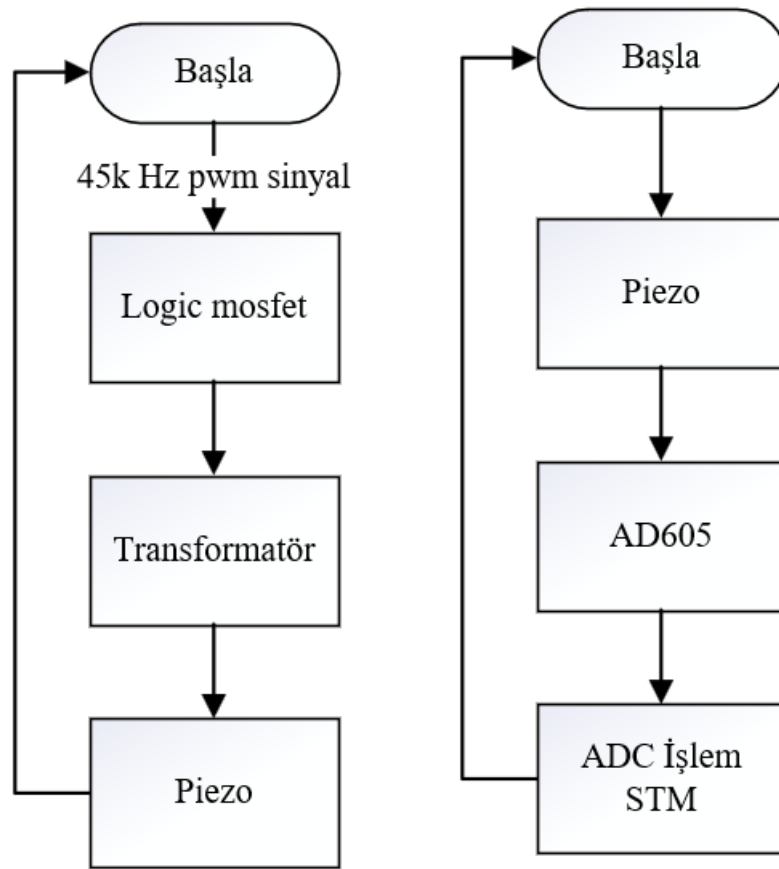 Başla
45k Hz pwm sinyal
Logic mosfet
Transformatör
Piezo
Başla
Piezo
AD605
ADC İşlem
STM